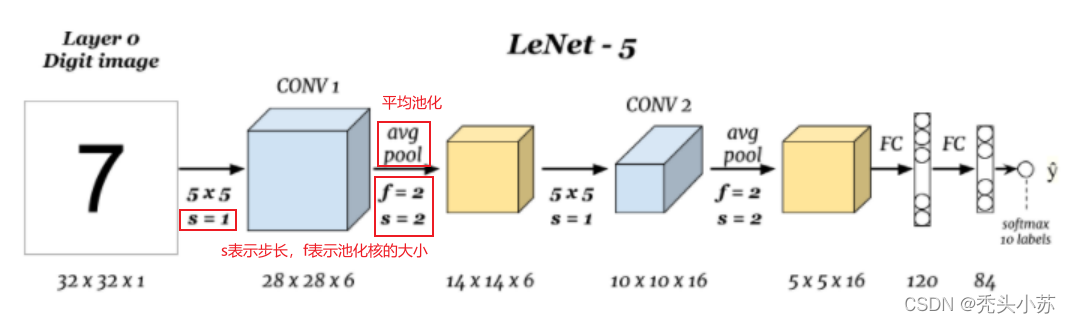 Layer 0
Digit image
LeNet - 5
CONV 1
平均池化
CONV 2
7
avg
pool
avg
pool
FC
FC
ŷ
5 x 5
s = 1
f = 2
s = 2
5 x 5
s = 1
f = 2
s = 2
softmax
10 labels
s表示步长，f表示池化核的大小
32 x 32 x 1
28 x 28 x 6
14 x 14 x 6
10 x 10 x 16
5 x 5 x 16
120
84
CSDN @秃头小苏